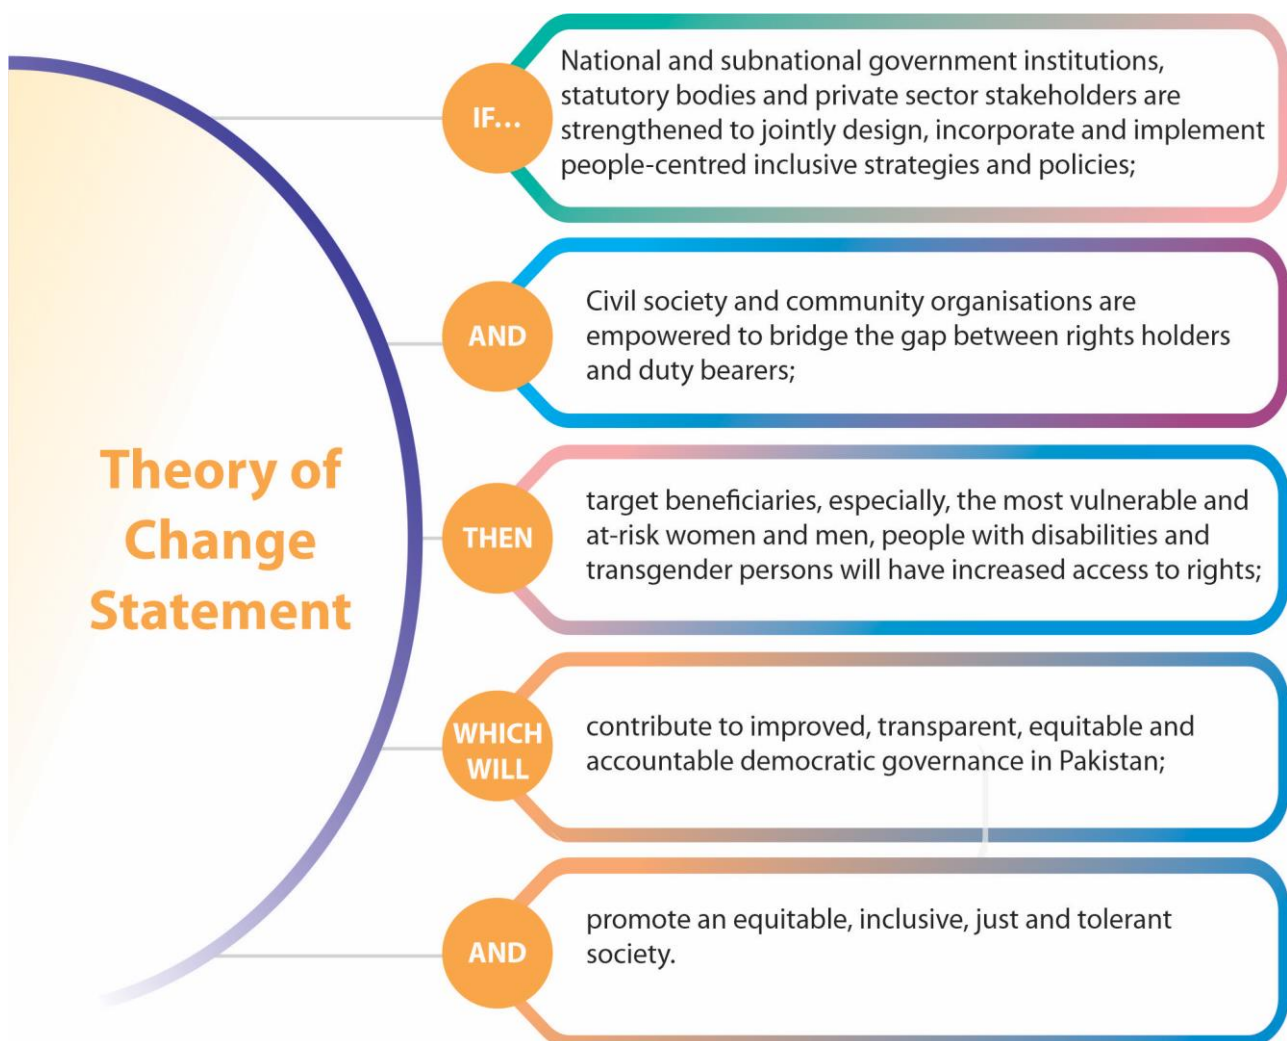 Theory of
Change
Statement
IF...
National and subnational government institutions,
statutory bodies and private sector stakeholders are
strengthened to jointly design, incorporate and implement
people-centred inclusive strategies and policies;
AND
Civil society and community organisations are
empowered to bridge the gap between rights holders
and duty bearers;
THEN
target beneficiaries, especially, the most vulnerable and
at-risk women and men, people with disabilities and
transgender persons will have increased access to rights;
WHICH
WILL
contribute to improved, transparent, equitable and
accountable democratic governance in Pakistan;
AND
promote an equitable, inclusive, just and tolerant
society.